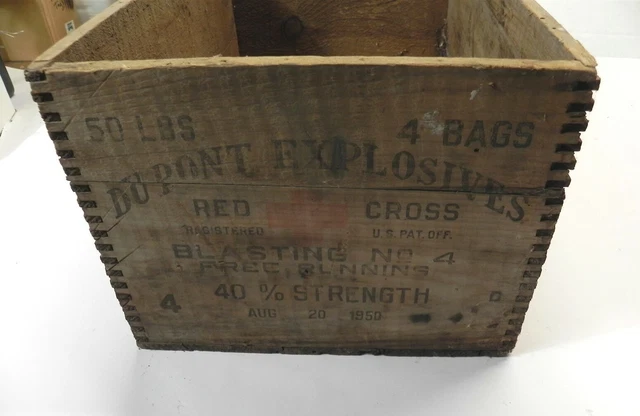 50 LBS 4 BAGS
DU PONT EXPLOSIVES
RED CROSS
REGISTERED U.S. PAT. OFF.
BLASTING NO 4
FREE RUNNING
4 40 % STRENGTH
AUG 20 1950